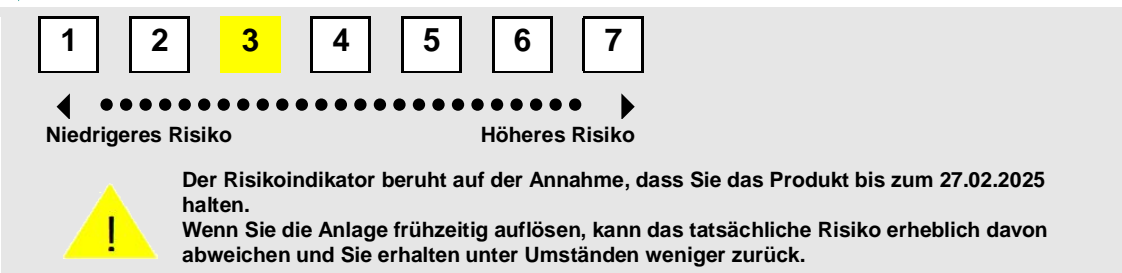 1 2 3 4 5 6 7
Niedrigeres Risiko Höheres Risiko
Der Risikoindikator beruht auf der Annahme, dass Sie das Produkt bis zum 27.02.2025
halten.
! Wenn Sie die Anlage frühzeitig auflösen, kann das tatsächliche Risiko erheblich davon
abweichen und Sie erhalten unter Umständen weniger zurück.